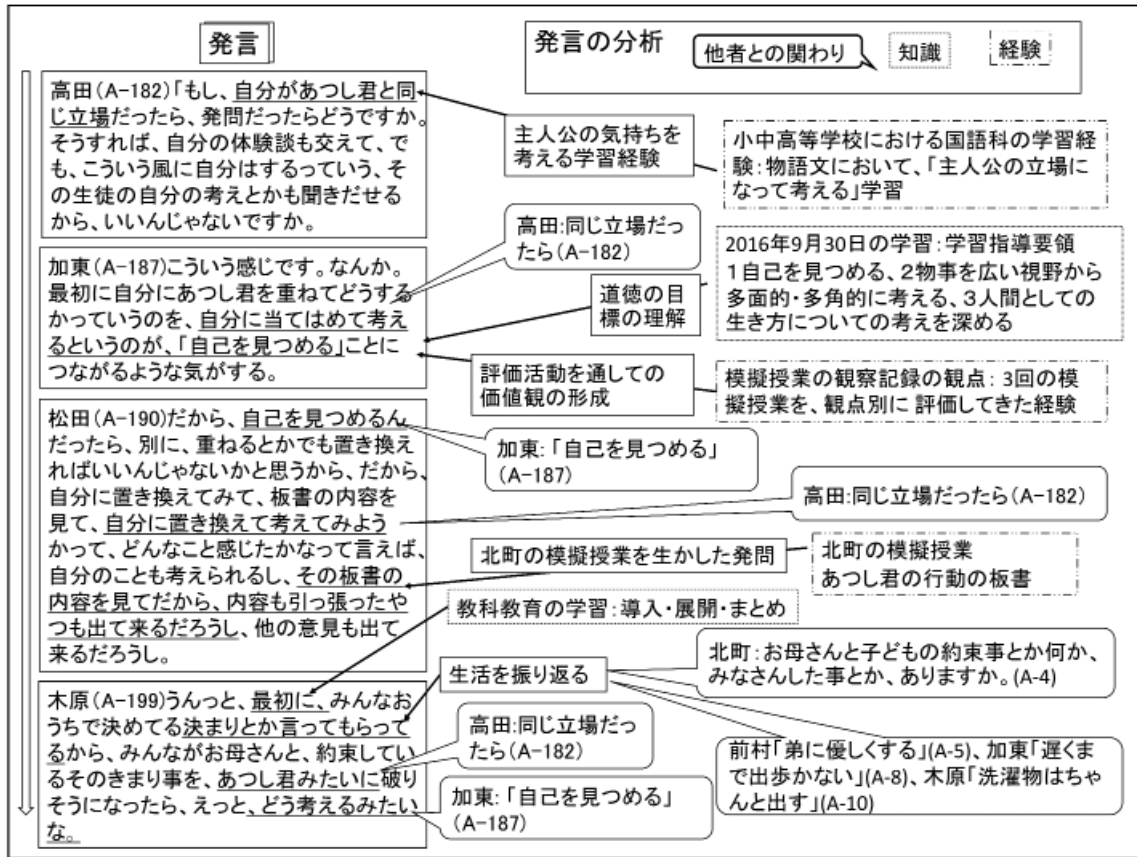 発言
発言の分析
他者との関わり
知識
経験
高田(A-182)「もし、自分があつし君と同
じ立場だったら、発問だったらどうですか。
そうすれば、自分の体験談も交えて、で
も、こういう風に自分はするっていう、そ
の生徒の自分の考えとかも聞きだせる
から、いいんじゃないですか。
主人公の気持ちを
考える学習経験
小中高等学校における国語科の学習経
験:物語文において、「主人公の立場に
なって考える」学習
高田:同じ立場だっ
たら(A-182)
加東(A-187)こういう感じです。なんか。
最初に自分にあつし君を重ねてどうする
かっていうのを、自分に当てはめて考え
るというのが、「自己を見つめる」ことに
つながるような気がする。
道徳の目
標の理解
2016年9月30日の学習:学習指導要領
1自己を見つめる、2物事を広い視野から
多面的・多角的に考える、3人間としての
生き方についての考えを深める
評価活動を通しての
価値観の形成
模擬授業の観察記録の観点: 3回の模
擬授業を、観点別に 評価してきた経験
松田(A-190)だから、自己を見つめるん
だったら、別に、重ねるとかでも置き換え
ればいいんじゃないかと思うから、だから、
自分に置き換えてみて、板書の内容を
見て、自分に置き換えて考えてみよう
かって、どんなこと感じたかなって言えば、
自分のことも考えられるし、その板書の
内容を見てだから、内容も引っ張ったや
つも出て来るだろうし、他の意見も出て
来るだろうし。
加東:「自己を見つめる」
(A-187)
高田:同じ立場だったら(A-182)
北町の模擬授業を生かした発問
北町の模擬授業
あつし君の行動の板書
教科教育の学習:導入・展開・まとめ
木原(A-199)うんっと、最初に、みんなお
うちで決めてる決まりとか言ってもらって
るから、みんながお母さんと、約束してい
るそのきまり事を、あつし君みたいに破り
そうになったら、えっと、どう考えるみたい
な。
生活を振り返る
北町:お母さんと子どもの約束事とか何か、
みなさんした事とか、ありますか。(A-4)
高田:同じ立場だっ
たら(A-182)
前村「弟に優しくする」(A-5)、加東「遅くま
で出歩かない」(A-8)、木原「洗濯物はちゃ
んと出す」(A-10)
加東:「自己を見つめる」
(A-187)